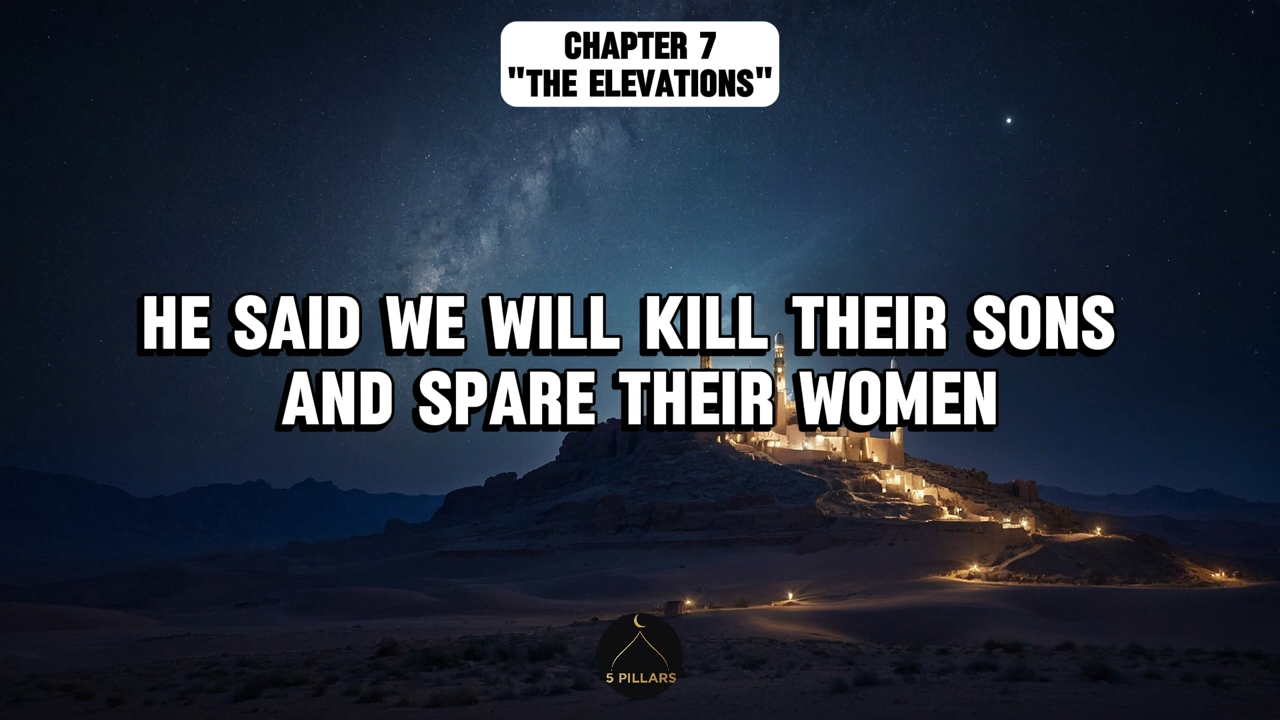 CHAPTER 7
"THE ELEVATIONS"
HE SAID WE WILL KILL THEIR SONS
AND SPARE THEIR WOMEN
5 PILLARS